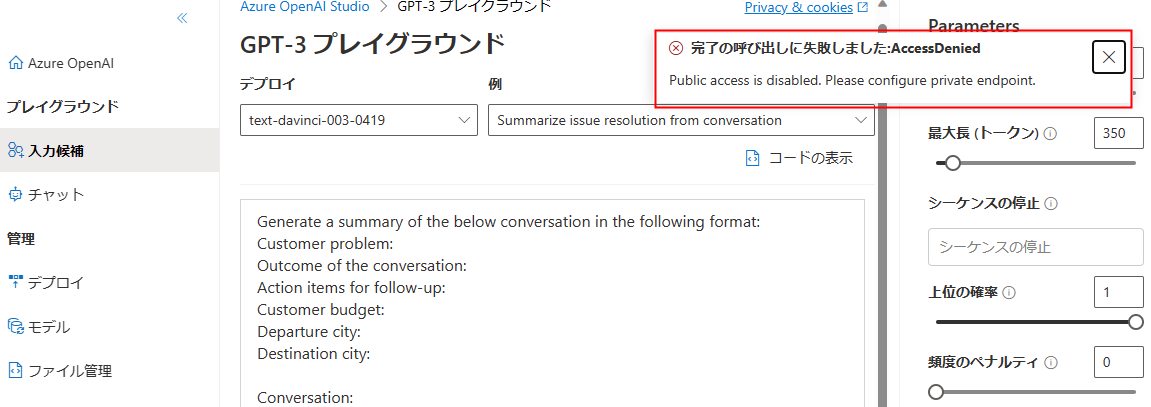 Azure OpenAI Studio > GPT-3 プレイグラウンド
Privacy & cookies
GPT-3 プレイグラウンド
Parameters
完了の呼び出しに失敗しました:AccessDenied
Public access is disabled. Please configure private endpoint.
Azure OpenAI
プレイグラウンド
入力候補
チャット
管理
デプロイ
モデル
ファイル管理
デプロイ
text-davinci-003-0419
例
Summarize issue resolution from conversation
コードの表示
Generate a summary of the below conversation in the following format:
Customer problem:
Outcome of the conversation:
Action items for follow-up:
Customer budget:
Departure city:
Destination city:
Conversation:
最大長 (トークン)
350
シーケンスの停止
シーケンスの停止
上位の確率
1
頻度のペナルティ
0